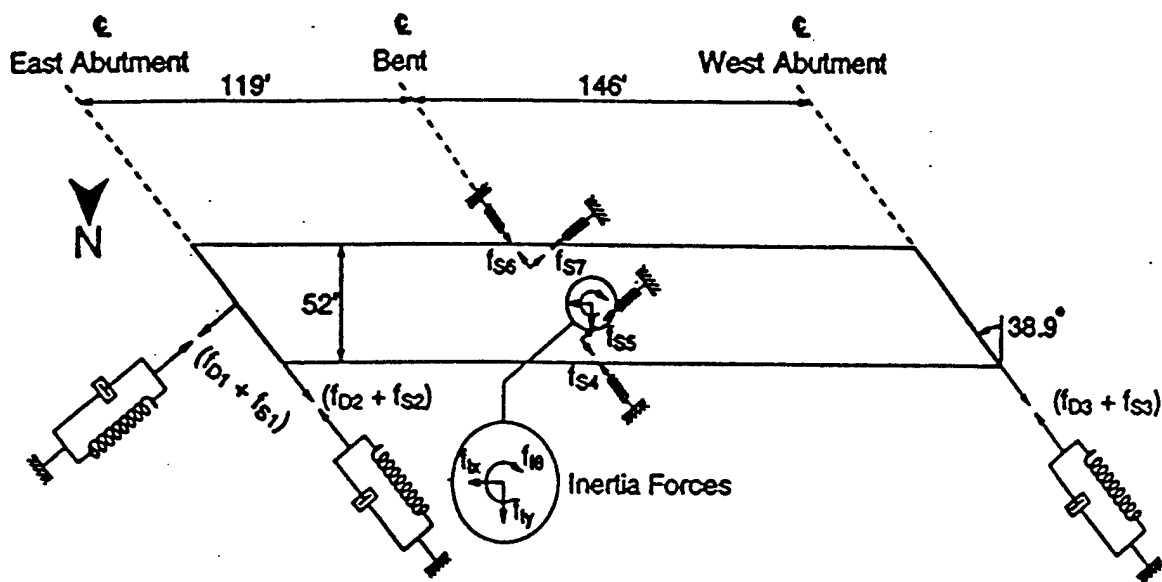 ℄ ℄ ℄
East Abutment Bent West Abutment
119' 146'
N
52'
fS6 fS7
fS5
fS4
38.9°
(fD1 + fS1)
(fD2 + fS2)
(fD3 + fS3)
fIx fIθ
fIy
Inertia Forces